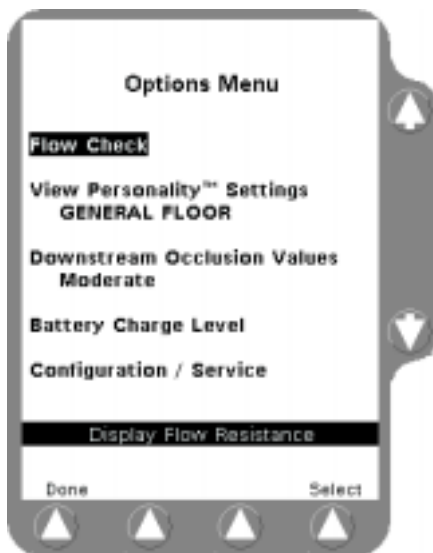 Options Menu
Flow Check
View Personality™ Settings
GENERAL FLOOR
Downstream Occlusion Values
Moderate
Battery Charge Level
Configuration / Service
Display Flow Resistance
Done Select